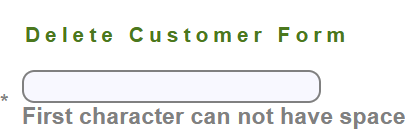 Delete Customer Form
*
First character can not have space